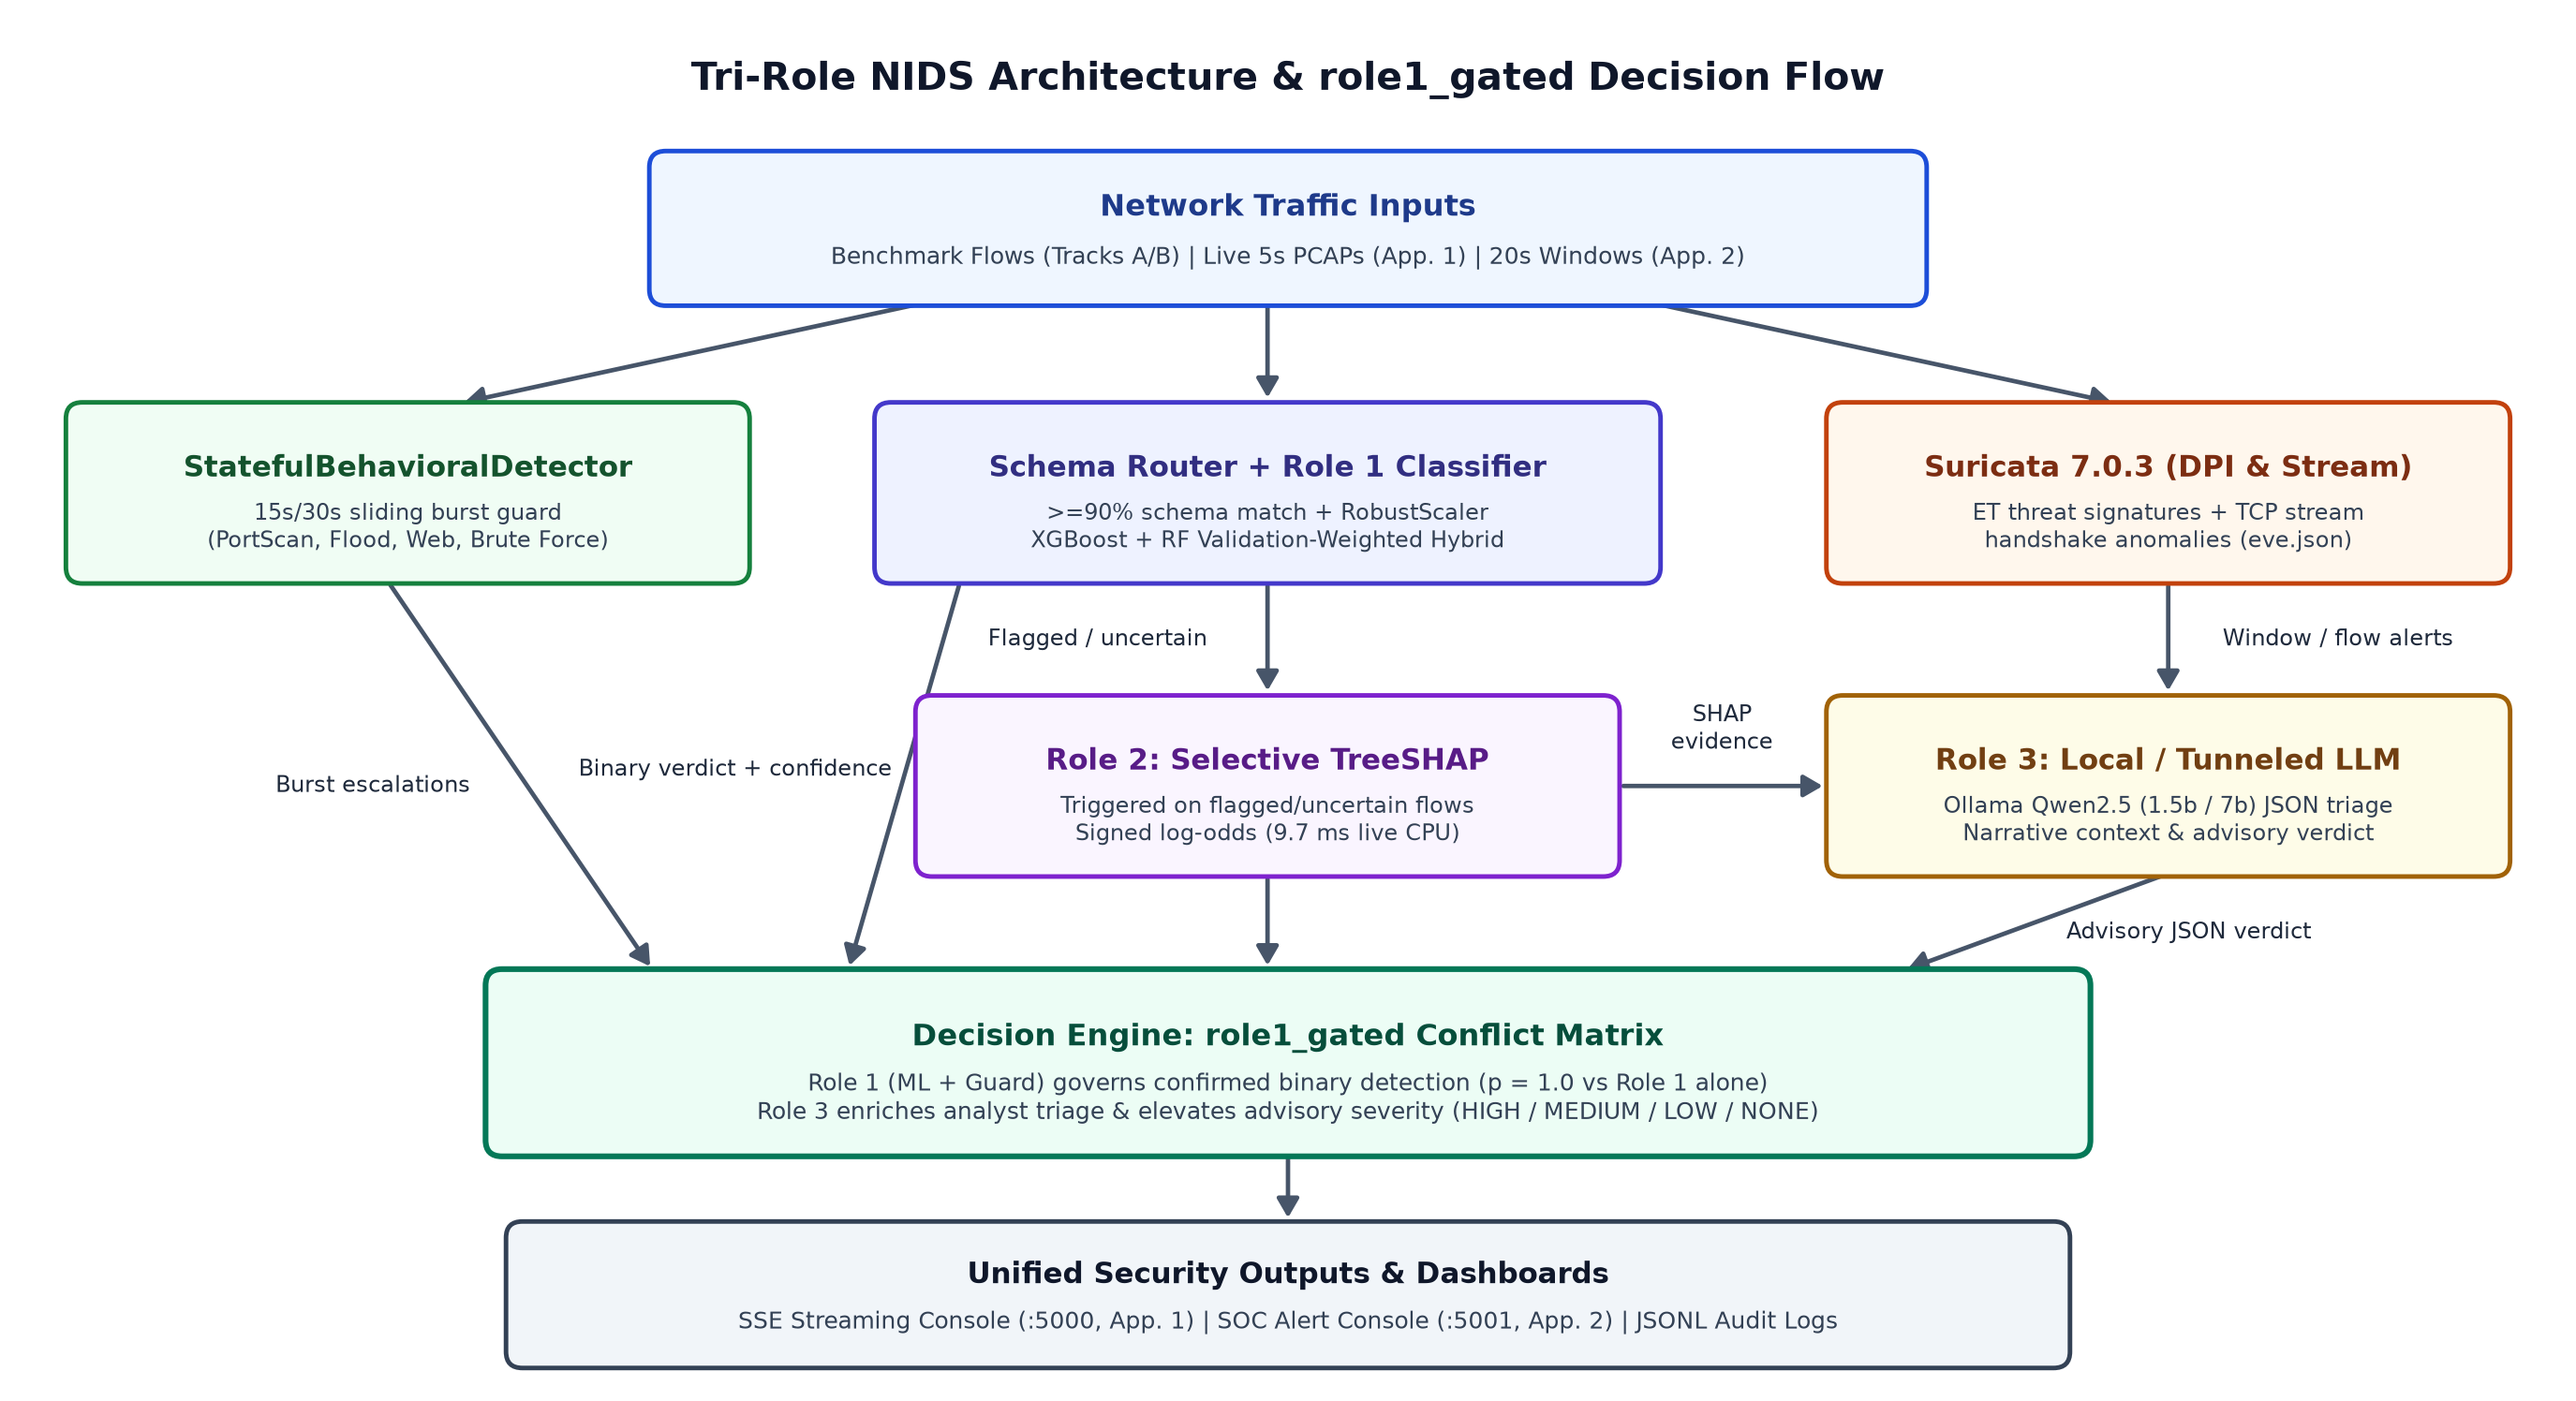 Tri-Role NIDS Architecture & role1_gated Decision Flow
Network Traffic Inputs
Benchmark Flows (Tracks A/B) | Live 5s PCAPs (App. 1) | 20s Windows (App. 2)
StatefulBehavioralDetector
15s/30s sliding burst guard
(PortScan, Flood, Web, Brute Force)
Schema Router + Role 1 Classifier
>=90% schema match + RobustScaler
XGBoost + RF Validation-Weighted Hybrid
Suricata 7.0.3 (DPI & Stream)
ET threat signatures + TCP stream
handshake anomalies (eve.json)
Flagged / uncertain
Window / flow alerts
Burst escalations
Binary verdict + confidence
Role 2: Selective TreeSHAP
Triggered on flagged/uncertain flows
Signed log-odds (9.7 ms live CPU)
SHAP
evidence
Role 3: Local / Tunneled LLM
Ollama Qwen2.5 (1.5b / 7b) JSON triage
Narrative context & advisory verdict
Advisory JSON verdict
Decision Engine: role1_gated Conflict Matrix
Role 1 (ML + Guard) governs confirmed binary detection (p = 1.0 vs Role 1 alone)
Role 3 enriches analyst triage & elevates advisory severity (HIGH / MEDIUM / LOW / NONE)
Unified Security Outputs & Dashboards
SSE Streaming Console (:5000, App. 1) | SOC Alert Console (:5001, App. 2) | JSONL Audit Logs